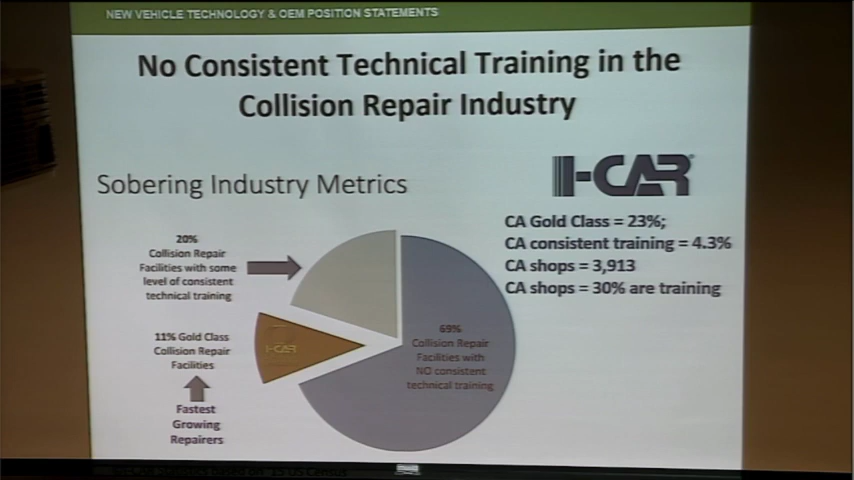 NEW VEHICLE TECHNOLOGY & OEM POSITION STATEMENTS
No Consistent Technical Training in the
Collision Repair Industry
Sobering Industry Metrics
I-CAR
CA Gold Class = 23%;
CA consistent training = 4.3%
CA shops = 3,913
CA shops = 30% are training
20%
Collision Repair
Facilities with some
level of consistent
technical training
11% Gold Class
Collision Repair
Facilities
Fastest
Growing
Repairers
I-CAR
69%
Collision Repair
Facilities with
NO consistent
technical training